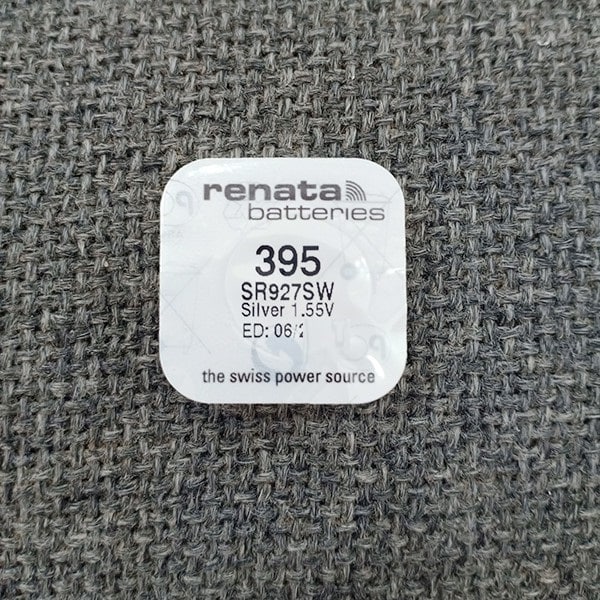 renata
batteries
395
SR927SW
Silver 1.55V
ED: 06/2
the swiss power source